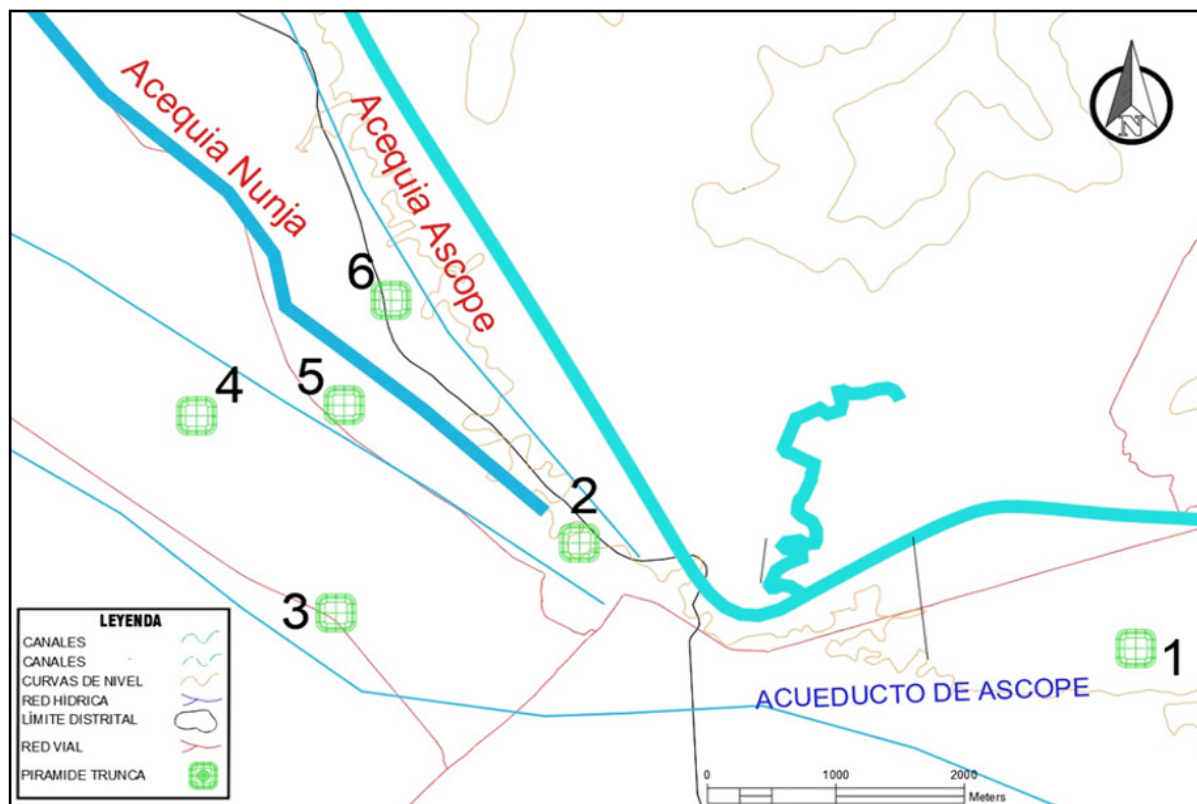 Acequia Nunja
Acequia Ascope
N
6
5
4
2
3
1
ACUEDUCTO DE ASCOPE
LEYENDA
CANALES
CANALES
CURVAS DE NIVEL
RED HÍDRICA
LÍMITE DISTRITAL
RED VIAL
PIRAMIDE TRUNCA
0 1000 2000
Meters